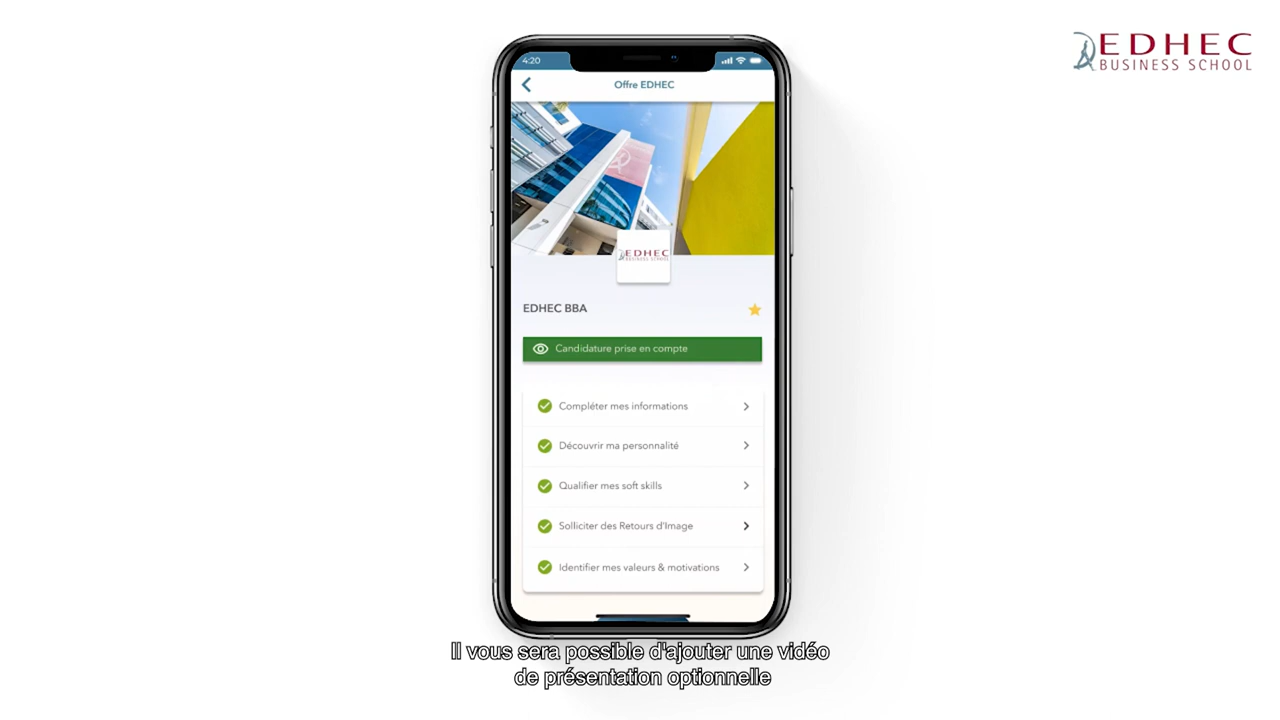 EDHEC
BUSINESS SCHOOL
4:20
Offre EDHEC
EDHEC
BUSINESS SCHOOL
EDHEC BBA
Candidature prise en compte
Compléter mes informations
Découvrir ma personnalité
Qualifier mes soft skills
Solliciter des Retours d'Image
Identifier mes valeurs & motivations
Il vous sera possible d'ajouter une vidéo
de présentation optionnelle